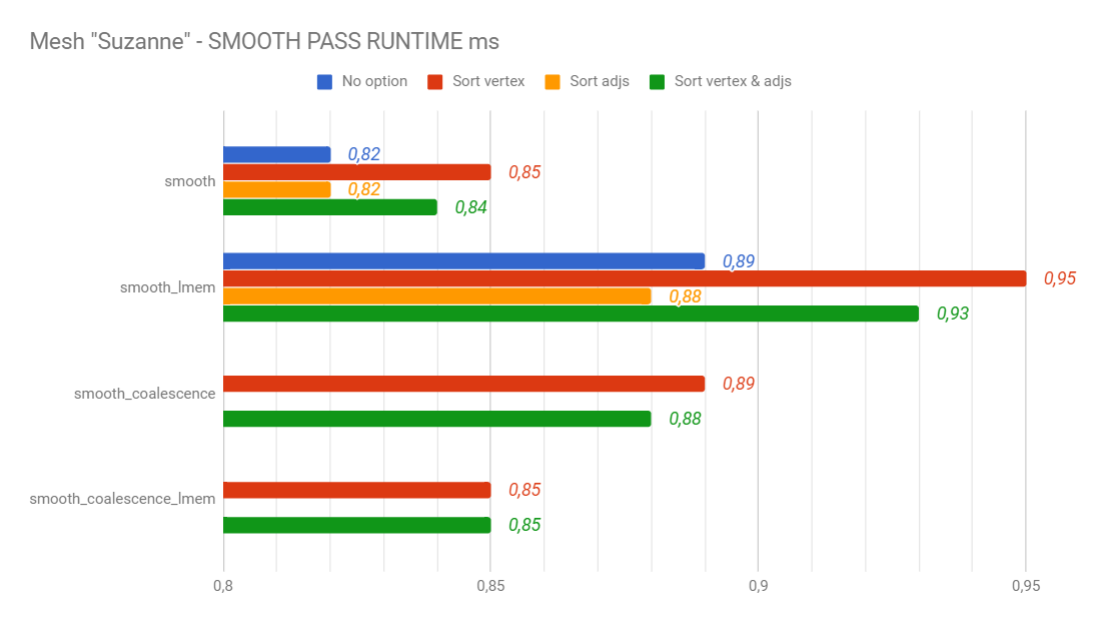 Mesh "Suzanne" - SMOOTH PASS RUNTIME ms
No option Sort vertex Sort adjs Sort vertex & adjs
smooth
0,82
0,85
0,82
0,84
smooth_lmem
0,89
0,95
0,88
0,93
smooth_coalescence
0,89
0,88
smooth_coalescence_lmem
0,85
0,85
0,8 0,85 0,9 0,95